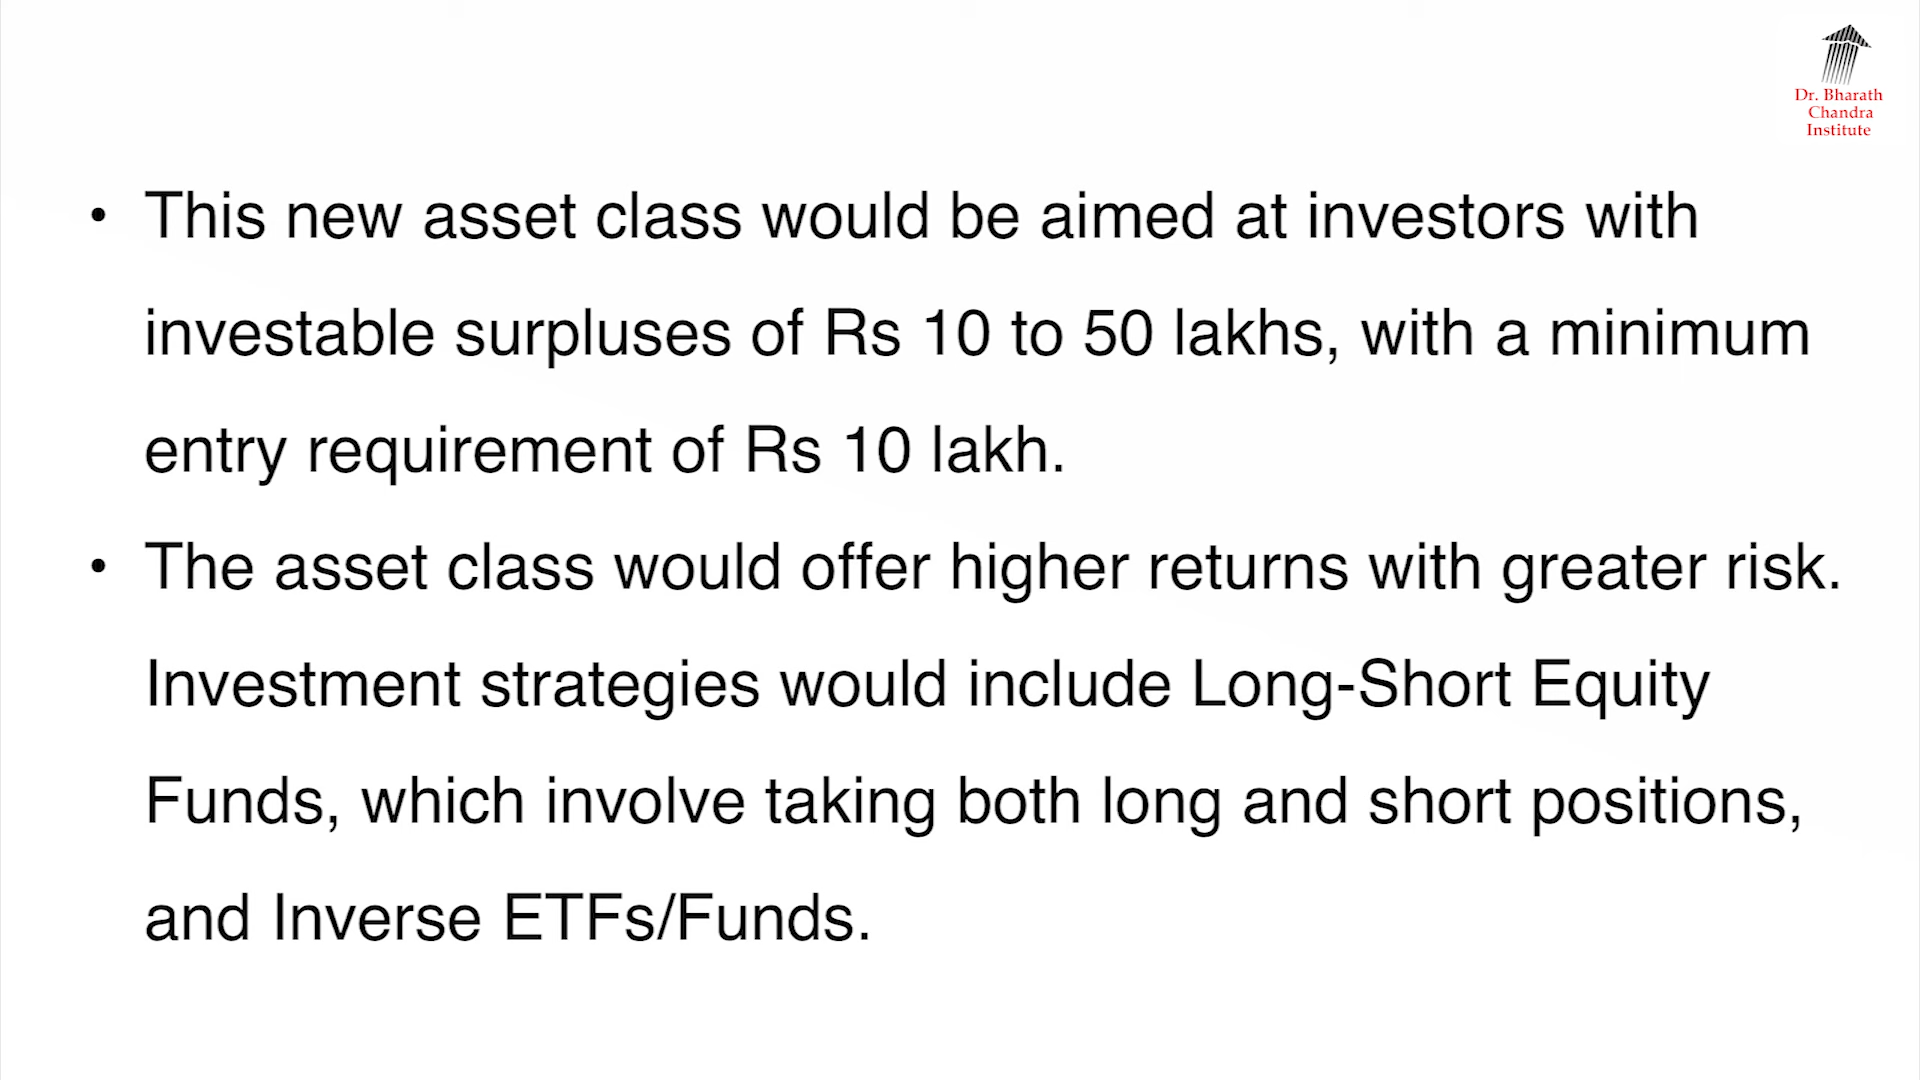 Dr. Bharath
Chandra
Institute
• This new asset class would be aimed at investors with
investable surpluses of Rs 10 to 50 lakhs, with a minimum
entry requirement of Rs 10 lakh.
• The asset class would offer higher returns with greater risk.
Investment strategies would include Long-Short Equity
Funds, which involve taking both long and short positions,
and Inverse ETFs/Funds.